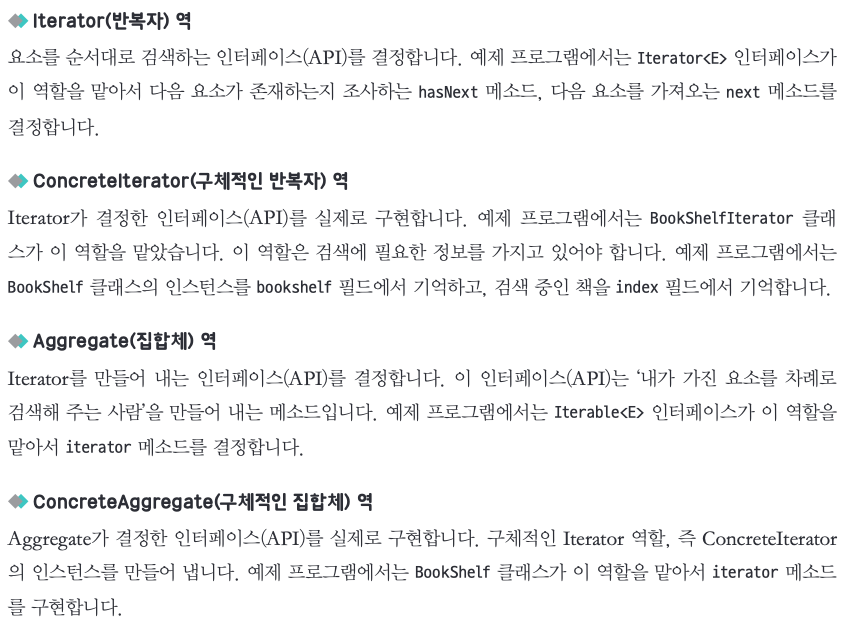 Iterator(반복자) 역
요소를 순서대로 검색하는 인터페이스(API)를 결정합니다. 예제 프로그램에서는 Iterator<E> 인터페이스가
이 역할을 맡아서 다음 요소가 존재하는지 조사하는 hasNext 메소드, 다음 요소를 가져오는 next 메소드를
결정합니다.
ConcreteIterator(구체적인 반복자) 역
Iterator가 결정한 인터페이스(API)를 실제로 구현합니다. 예제 프로그램에서는 BookShelfIterator 클래
스가 이 역할을 맡았습니다. 이 역할은 검색에 필요한 정보를 가지고 있어야 합니다. 예제 프로그램에서는
BookShelf 클래스의 인스턴스를 bookshelf 필드에서 기억하고, 검색 중인 책을 index 필드에서 기억합니다.
Aggregate(집합체) 역
Iterator를 만들어 내는 인터페이스(API)를 결정합니다. 이 인터페이스(API)는 ‘내가 가진 요소를 차례로
검색해 주는 사람’을 만들어 내는 메소드입니다. 예제 프로그램에서는 Iterable<E> 인터페이스가 이 역할을
맡아서 iterator 메소드를 결정합니다.
ConcreteAggregate(구체적인 집합체) 역
Aggregate가 결정한 인터페이스(API)를 실제로 구현합니다. 구체적인 Iterator 역할, 즉 ConcreteIterator
의 인스턴스를 만들어 냅니다. 예제 프로그램에서는 BookShelf 클래스가 이 역할을 맡아서 iterator 메소드
를 구현합니다.